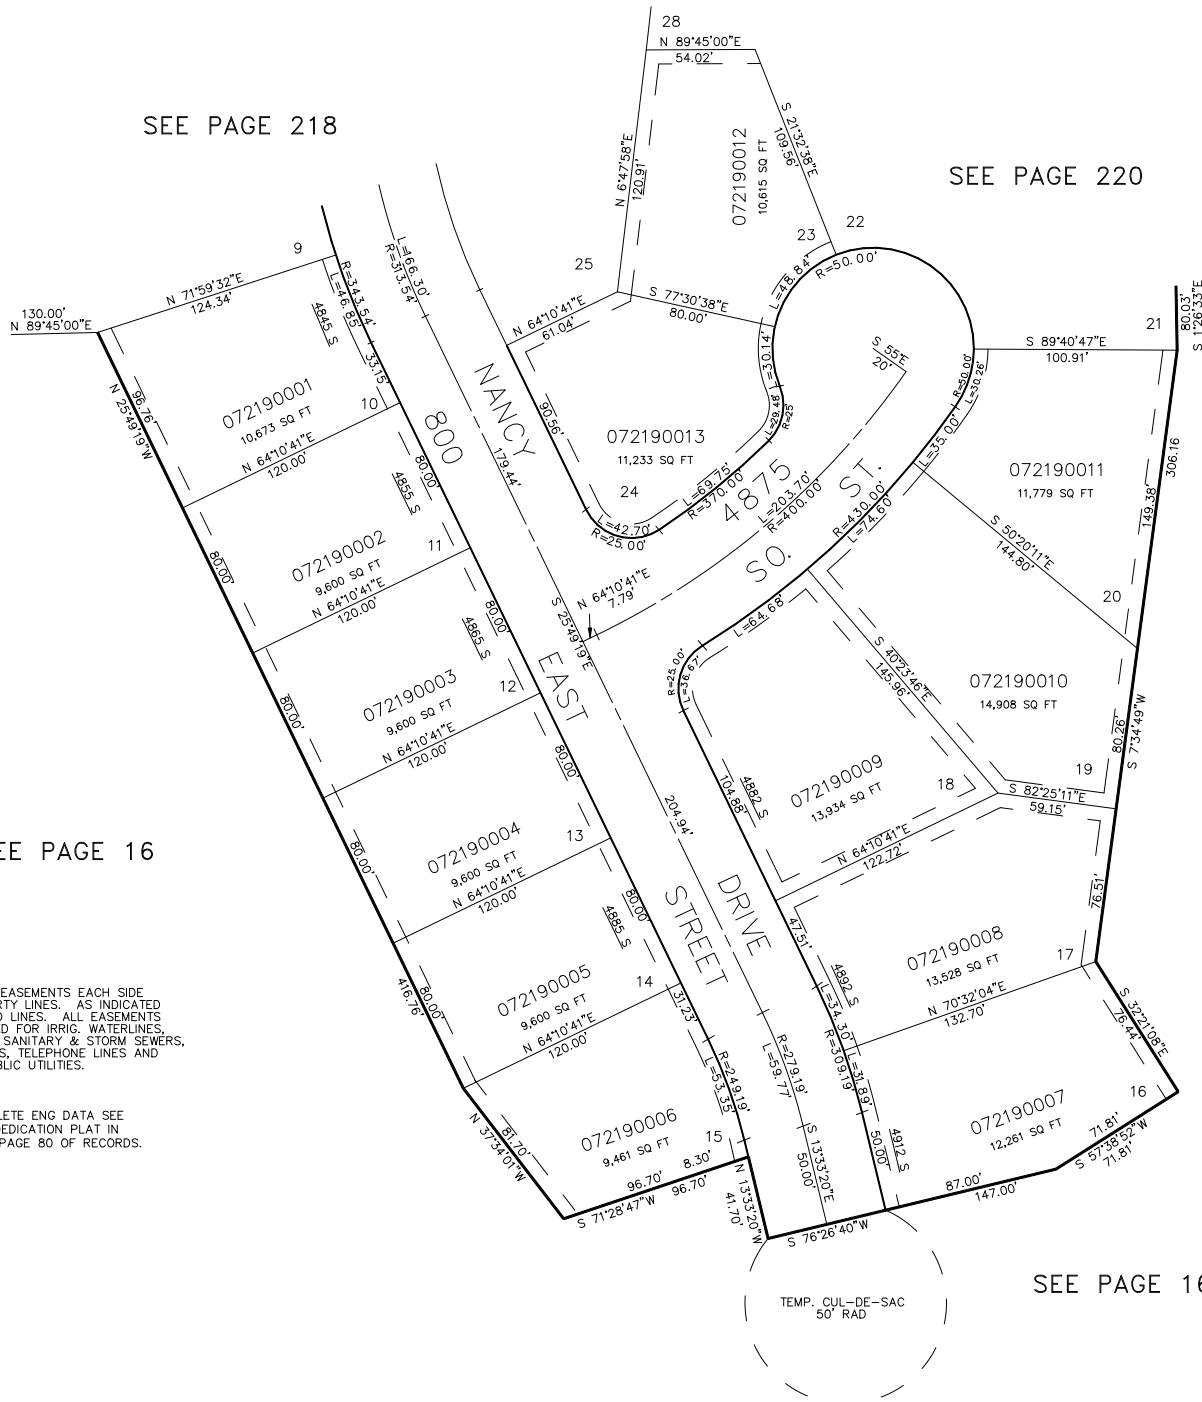 28
N 89°45'00"E
54.02'
SEE PAGE 218
S 21°32'38"E
109.56'
N 6°47'58"E
120.91'
072190012
10,615 SQ FT
SEE PAGE 220
23
22
9
25
L=48.84'
R=50.00'
L=166.30'
R=313.54'
R=343.54'
L=46.85'
N 71°59'32"E
124.34'
130.00'
N 89°45'00"E
4845 S
33.15'
N 64°10'41"E
61.04'
S 77°30'38"E
80.00'
L=30.14'
S 55°E
20'
S 89°40'47"E
100.91'
21
80.03'
S 1°26'33"E
R=50.00'
L=30.26'
96.76'
N 25°49'19"W
072190001
10,673 SQ FT
10
N 64°10'41"E
120.00'
NANCY
800
90.56'
179.44'
072190013
11,233 SQ FT
24
L=29.48'
R=25'
L=69.75'
R=370.00'
L=42.70'
R=25.00'
4875
SO.
ST.
L=203.70'
R=400.00'
R=430.00'
L=74.60'
L=35.00'
072190011
11,779 SQ FT
149.38'
306.16
S 50°20'11"E
144.80'
20
80.00'
4855 S
80.00'
072190002
9,600 SQ FT
11
N 64°10'41"E
120.00'
N 64°10'41"E
7.79'
S 25°49'19"E
L=64.68'
R=25.00'
L=36.67'
4865 S
80.00'
EAST
80.00'
072190003
9,600 SQ FT
12
N 64°10'41"E
120.00'
S 40°23'46"E
145.96'
072190010
14,908 SQ FT
80.26'
S 7°34'49"W
19
S 82°25'11"E
59.15'
80.00'
204.94'
104.88'
4882 S
072190009
13,934 SQ FT
18
N 64°10'41"E
122.72'
SEE PAGE 16
80.00'
072190004
9,600 SQ FT
13
N 64°10'41"E
120.00'
80.00'
4885 S
STREET
DRIVE
47.51'
76.51'
072190008
13,528 SQ FT
17
N 70°32'04"E
132.70'
4892 S
L=34.30'
R=309.19'
L=31.89'
416.76'
80.00'
072190005
9,600 SQ FT
14
N 64°10'41"E
120.00'
31.23'
R=249.19'
L=53.35'
R=279.19'
L=59.77'
S 32°21'08"E
76.44'
EASEMENTS EACH SIDE
RTY LINES. AS INDICATED
D LINES. ALL EASEMENTS
ED FOR IRRIG. WATERLINES,
SANITARY & STORM SEWERS,
S, TELEPHONE LINES AND
BLIC UTILITIES.
LETE ENG DATA SEE
DEDICATION PLAT IN
PAGE 80 OF RECORDS.
81.70'
N 37°34'01"W
072190006
9,461 SQ FT
15
96.70'
8.30'
S 71°28'47"W
96.70'
N 13°33'20"W
41.70'
S 13°33'20"E
50.00'
50.00'
4912 S
072190007
12,261 SQ FT
16
71.81'
S 57°38'52"W
71.81'
87.00'
147.00'
S 76°26'40"W
TEMP. CUL-DE-SAC
50' RAD
SEE PAGE 16